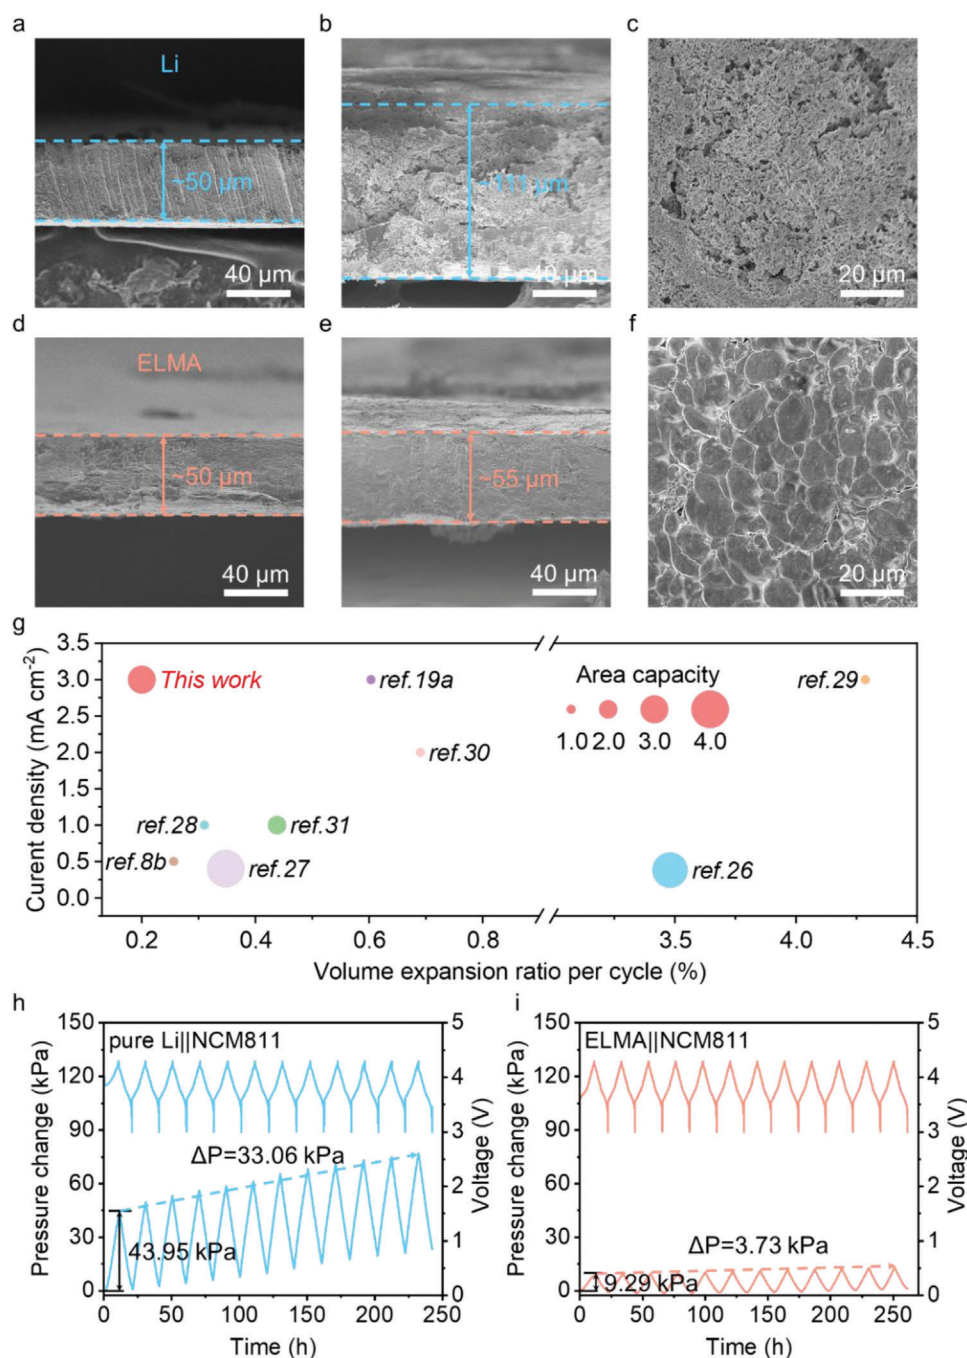 a
Li
~50 μm
40 μm
b
~111 μm
40 μm
c
20 μm
d
ELMA
~50 μm
40 μm
e
~55 μm
40 μm
f
20 μm
g
Curent density (mA cm⁻²)
3.5
3.0
2.5
2.0
1.5
1.0
0.5
0.0
This work
ref.19a
Area capacity
ref.29
1.0 2.0 3.0 4.0
ref.30
ref.28
ref.31
ref.8b
ref.27
ref.26
0.2 0.4 0.6 0.8 3.5 4.0 4.5
Volume expansion ratio per cycle (%)
h
Pressure change (kPa)
150
120
90
60
30
0
pure Li||NCM811
ΔP=33.06 kPa
43.95 kPa
5
4
3
2
1
0
Voltage (V)
0 50 100 150 200 250
Time (h)
i
Pressure change (kPa)
150
120
90
60
30
0
ELMA||NCM811
ΔP=3.73 kPa
9.29 kPa
5
4
3
2
1
0
Voltage (V)
0 50 100 150 200 250
Time (h)